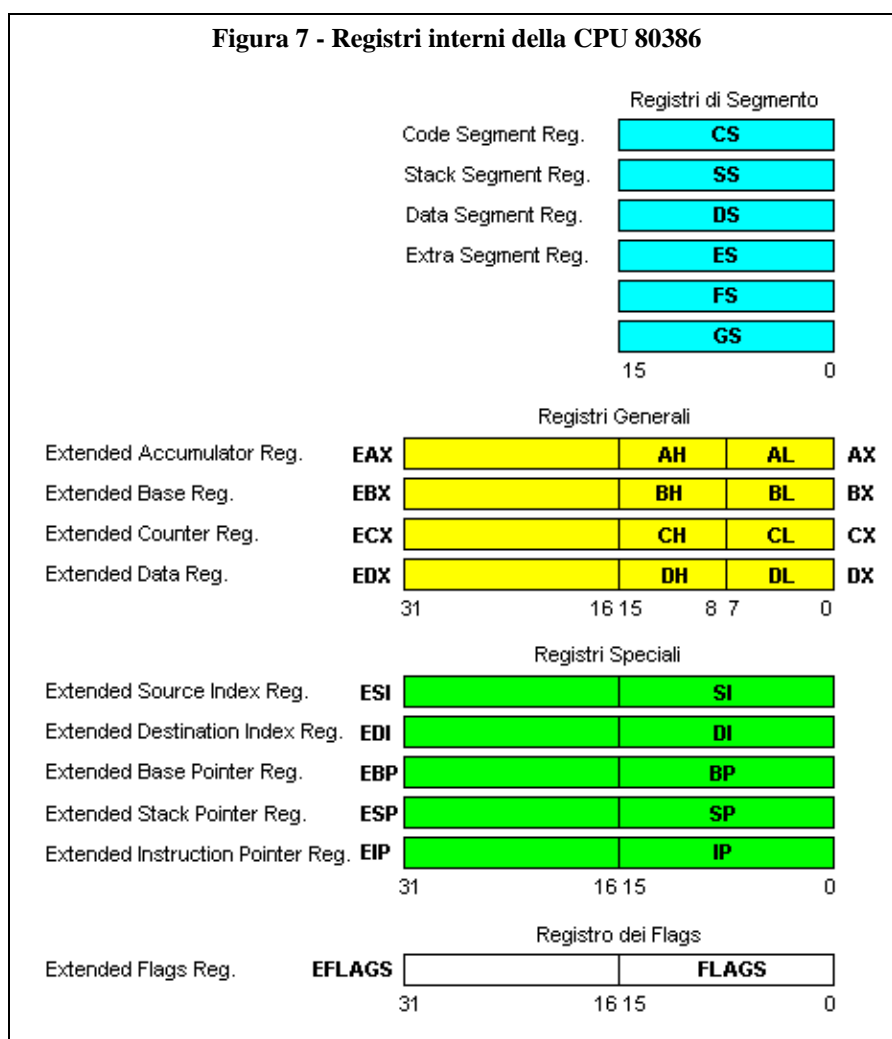 Figura 7 - Registri interni della CPU 80386
Registri di Segmento
Code Segment Reg. CS
Stack Segment Reg. SS
Data Segment Reg. DS
Extra Segment Reg. ES
FS
GS
15 0
Registri Generali
Extended Accumulator Reg. EAX AH AL AX
Extended Base Reg. EBX BH BL BX
Extended Counter Reg. ECX CH CL CX
Extended Data Reg. EDX DH DL DX
31 16 15 8 7 0
Registri Speciali
Extended Source Index Reg. ESI SI
Extended Destination Index Reg. EDI DI
Extended Base Pointer Reg. EBP BP
Extended Stack Pointer Reg. ESP SP
Extended Instruction Pointer Reg. EIP IP
31 16 15 0
Registro dei Flags
Extended Flags Reg. EFLAGS FLAGS
31 16 15 0